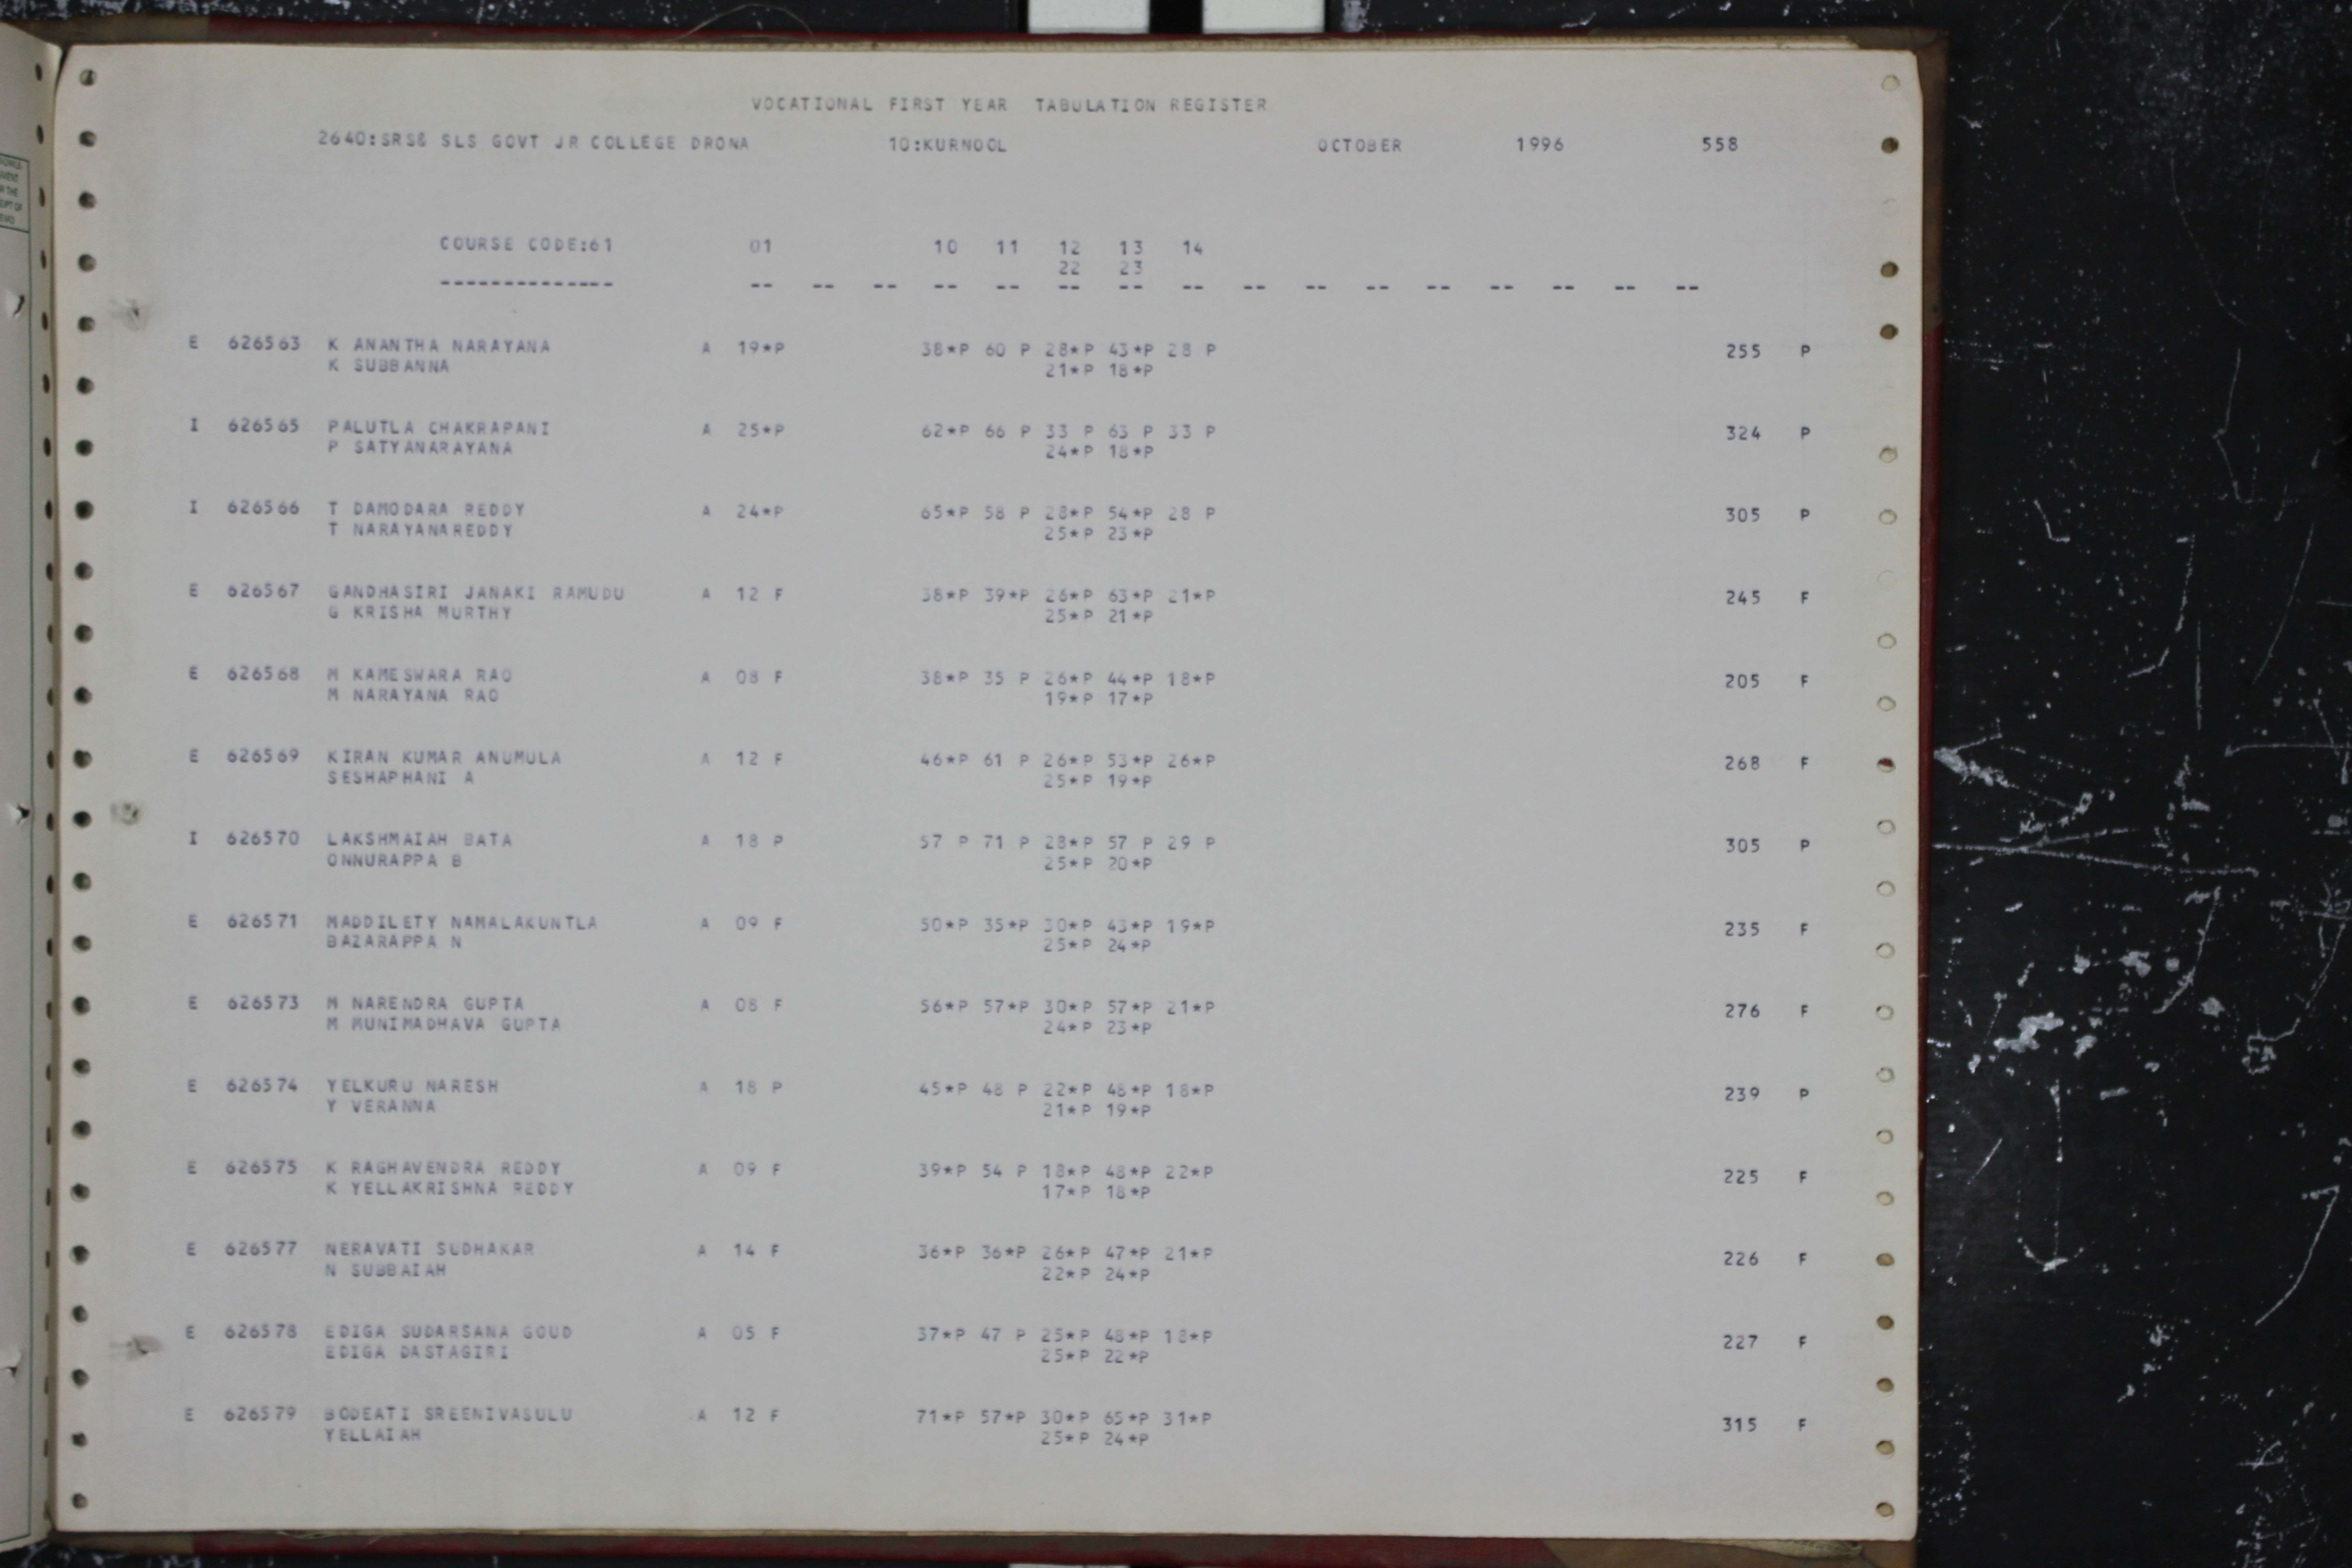 VOCATIONAL FIRST YEAR TABULATION REGISTER
2640:SRS& SLS GOVT JR COLLEGE DRONA 10:KURNOOL OCTOBER 1996 558
COURSE CODE:61 01 10 11 12 13 14
22 23
-------------- -- -- -- -- -- -- -- -- -- -- -- -- -- -- -- --
E 626563 K ANANTHA NARAYANA A 19*P 38*P 60 P 28*P 43*P 28 P 255 P
K SUBBANNA 21*P 18*P
I 626565 PALUTLA CHAKRAPANI A 25*P 62*P 66 P 33 P 63 P 33 P 324 P
P SATYANARAYANA 24*P 18*P
I 626566 T DAMODARA REDDY A 24*P 65*P 58 P 28*P 54*P 28 P 305 P
T NARAYANAREDDY 25*P 23*P
E 626567 GANDHASIRI JANAKI RAMUDU A 12 F 38*P 39*P 26*P 63*P 21*P 245 F
G KRISHA MURTHY 25*P 21*P
E 626568 M KAMESWARA RAO A 08 F 38*P 35 P 26*P 44*P 18*P 205 F
M NARAYANA RAO 19*P 17*P
E 626569 KIRAN KUMAR ANUMULA A 12 F 46*P 61 P 26*P 53*P 26*P 268 F
SESHAPHANI A 25*P 19*P
I 626570 LAKSHMAIAH BATA A 18 P 57 P 71 P 28*P 57 P 29 P 305 P
ONNURAPPA B 25*P 20*P
E 626571 MADDILETY NAMALAKUNTLA A 09 F 50*P 35*P 30*P 43*P 19*P 235 F
BAZARAPPA N 25*P 24*P
E 626573 M NARENDRA GUPTA A 08 F 56*P 57*P 30*P 57*P 21*P 276 F
M MUNIMADHAVA GUPTA 24*P 23*P
E 626574 YELKURU NARESH A 18 P 45*P 48 P 22*P 48*P 18*P 239 P
Y VERANNA 21*P 19*P
E 626575 K RAGHAVENDRA REDDY A 09 F 39*P 54 P 18*P 48*P 22*P 225 F
K YELLAKRISHNA REDDY 17*P 18*P
E 626577 NERAVATI SUDHAKAR A 14 F 36*P 36*P 26*P 47*P 21*P 226 F
N SUBBAIAH 22*P 24*P
E 626578 EDIGA SUDARSANA GOUD A 05 F 37*P 47 P 25*P 48*P 18*P 227 F
EDIGA DASTAGIRI 25*P 22*P
E 626579 BODEATI SREENIVASULU A 12 F 71*P 57*P 30*P 65*P 31*P 315 F
YELLAIAH 25*P 24*P